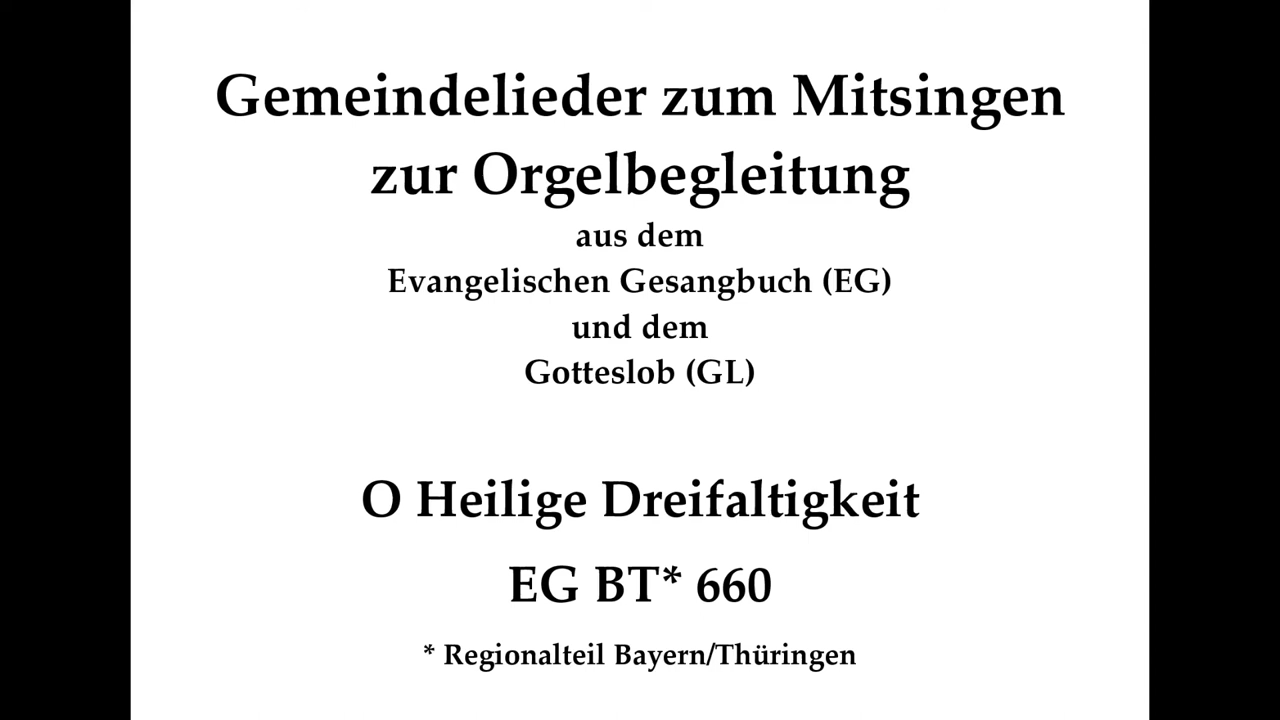 Gemeindelieder zum Mitsingen
zur Orgelbegleitung
aus dem
Evangelischen Gesangbuch (EG)
und dem
Gotteslob (GL)
O Heilige Dreifaltigkeit
EG BT* 660
* Regionalteil Bayern/Thüringen